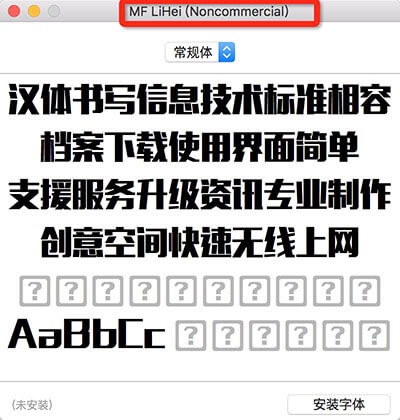 MF LiHei (Noncommercial)
常规体
汉体书写信息技术标准相容
档案下载使用界面简单
支援服务升级资讯专业制作
创意空间快速无线上网
AaBbCc
(未安装)
安装字体